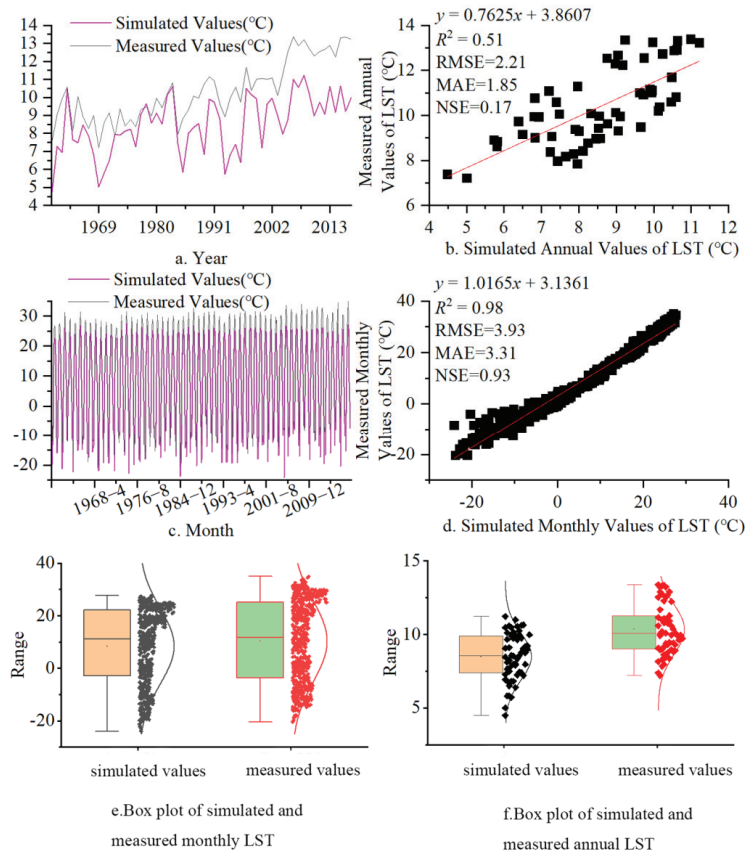 Simulated Values(°C)
Measured Values(°C)
14
13
12
11
10
9
8
7
6
5
4
1969
1980
1991
2002
2013
a. Year
y = 0.7625x + 3.8607
R² = 0.51
RMSE=2.21
MAE=1.85
NSE=0.17
Measured Annual
Values of LST (°C)
14
12
10
8
6
4
5
6
7
8
9
10
11
12
b. Simulated Annual Values of LST (°C)
Simulated Values(°C)
Measured Values(°C)
30
20
10
0
-10
-20
1968-4
1976-8
1984-12
1993-4
2001-8
2009-12
c. Month
y = 1.0165x + 3.1361
R² = 0.98
RMSE=3.93
MAE=3.31
NSE=0.93
Measured Monthly
Values of LST (°C)
40
20
0
-20
-20
0
20
40
d. Simulated Monthly Values of LST (°C)
40
20
0
-20
Range
simulated values
measured values
e.Box plot of simulated and
measured monthly LST
15
10
5
Range
simulated values
measured values
f.Box plot of simulated and
measured annual LST